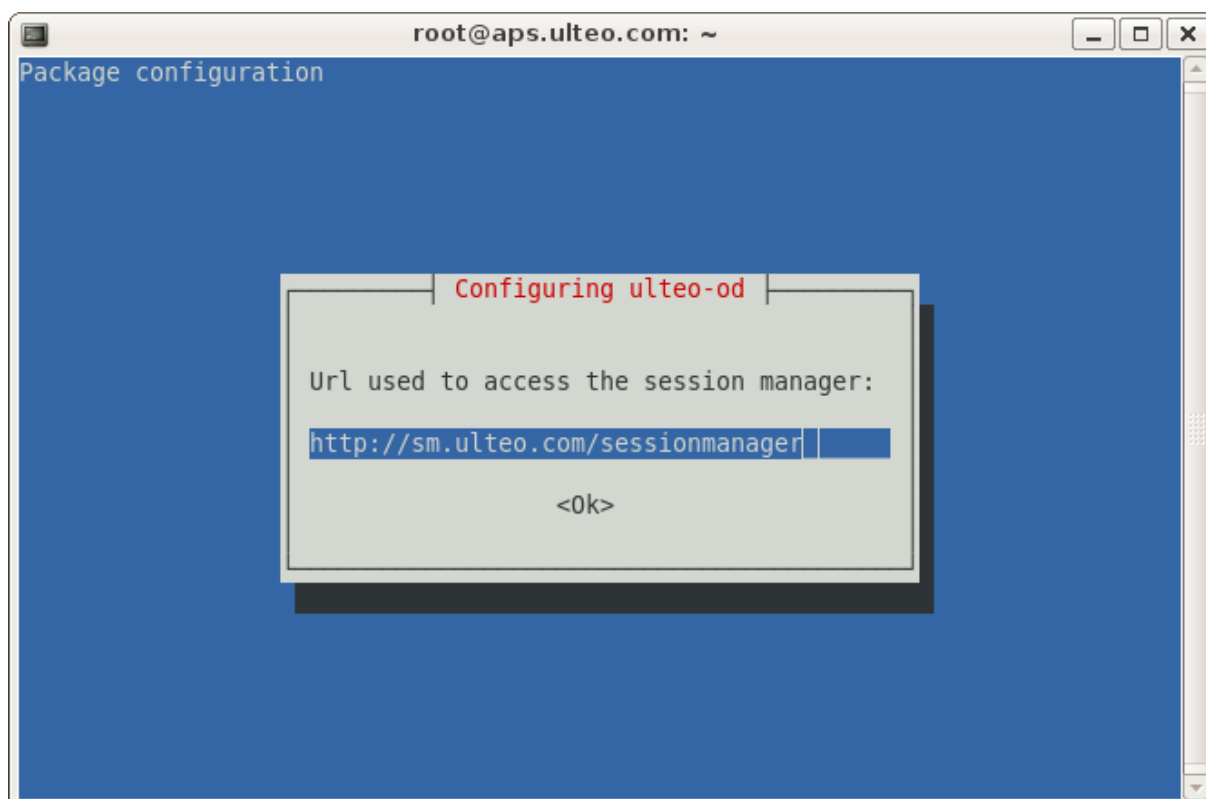 root@aps.ulteo.com: ~
Package configuration
Configuring ulteo-od
Url used to access the session manager:
http://sm.ulteo.com/sessionmanager
<Ok>